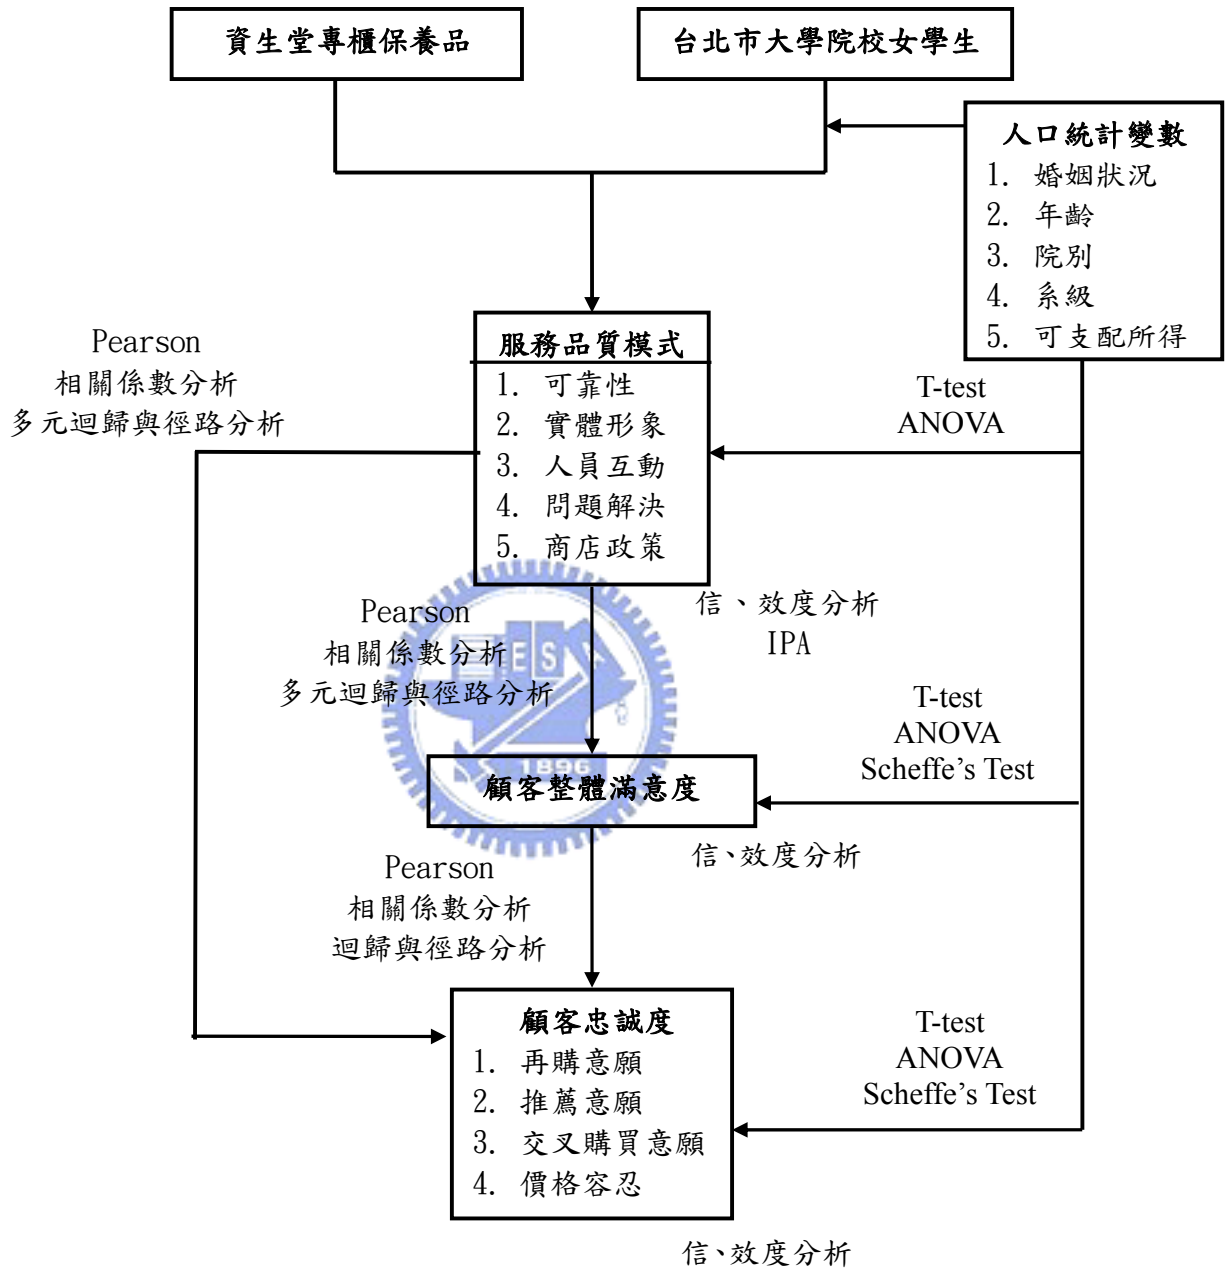 資生堂專櫃保養品
台北市大學院校女學生
人口統計變數
1. 婚姻狀況
2. 年齡
3. 院別
4. 系級
5. 可支配所得
Pearson
相關係數分析
多元迴歸與徑路分析
服務品質模式
1. 可靠性
2. 實體形象
3. 人員互動
4. 問題解決
5. 商店政策
T-test
ANOVA
信、效度分析
IPA
Pearson
相關係數分析
多元迴歸與徑路分析
ES
1896
T-test
ANOVA
Scheffe's Test
顧客整體滿意度
信、效度分析
Pearson
相關係數分析
迴歸與徑路分析
顧客忠誠度
1. 再購意願
2. 推薦意願
3. 交叉購買意願
4. 價格容忍
T-test
ANOVA
Scheffe's Test
信、效度分析